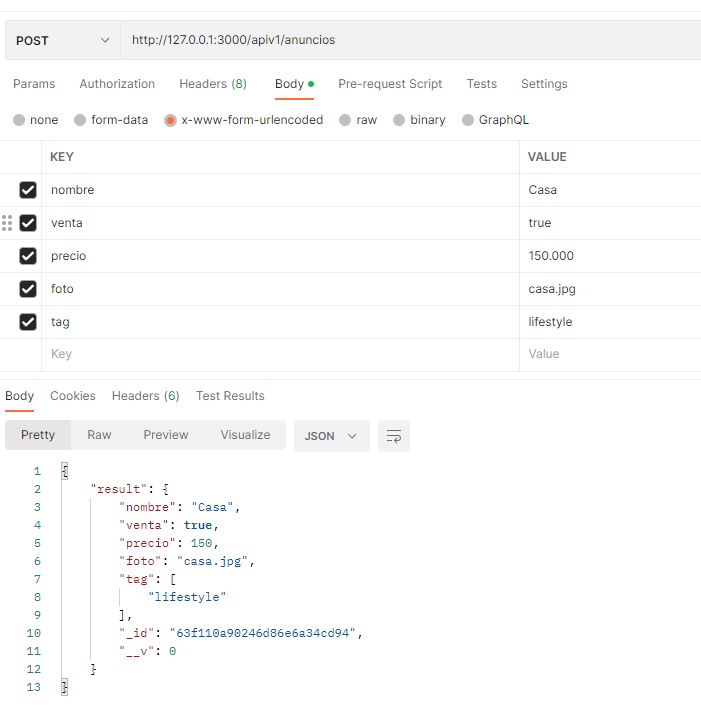 POST http://127.0.0.1:3000/apiv1/anuncios
Params Authorization Headers (8) Body Pre-request Script Tests Settings
none form-data x-www-form-urlencoded raw binary GraphQL
KEY VALUE
nombre Casa
venta true
precio 150.000
foto casa.jpg
tag lifestyle
Key Value
Body Cookies Headers (6) Test Results
Pretty Raw Preview Visualize JSON
1 {
2 "result": {
3 "nombre": "Casa",
4 "venta": true,
5 "precio": 150,
6 "foto": "casa.jpg",
7 "tag": [
8 "lifestyle"
9 ],
10 "_id": "63f110a90246d86e6a34cd94",
11 "__v": 0
12 }
13 }